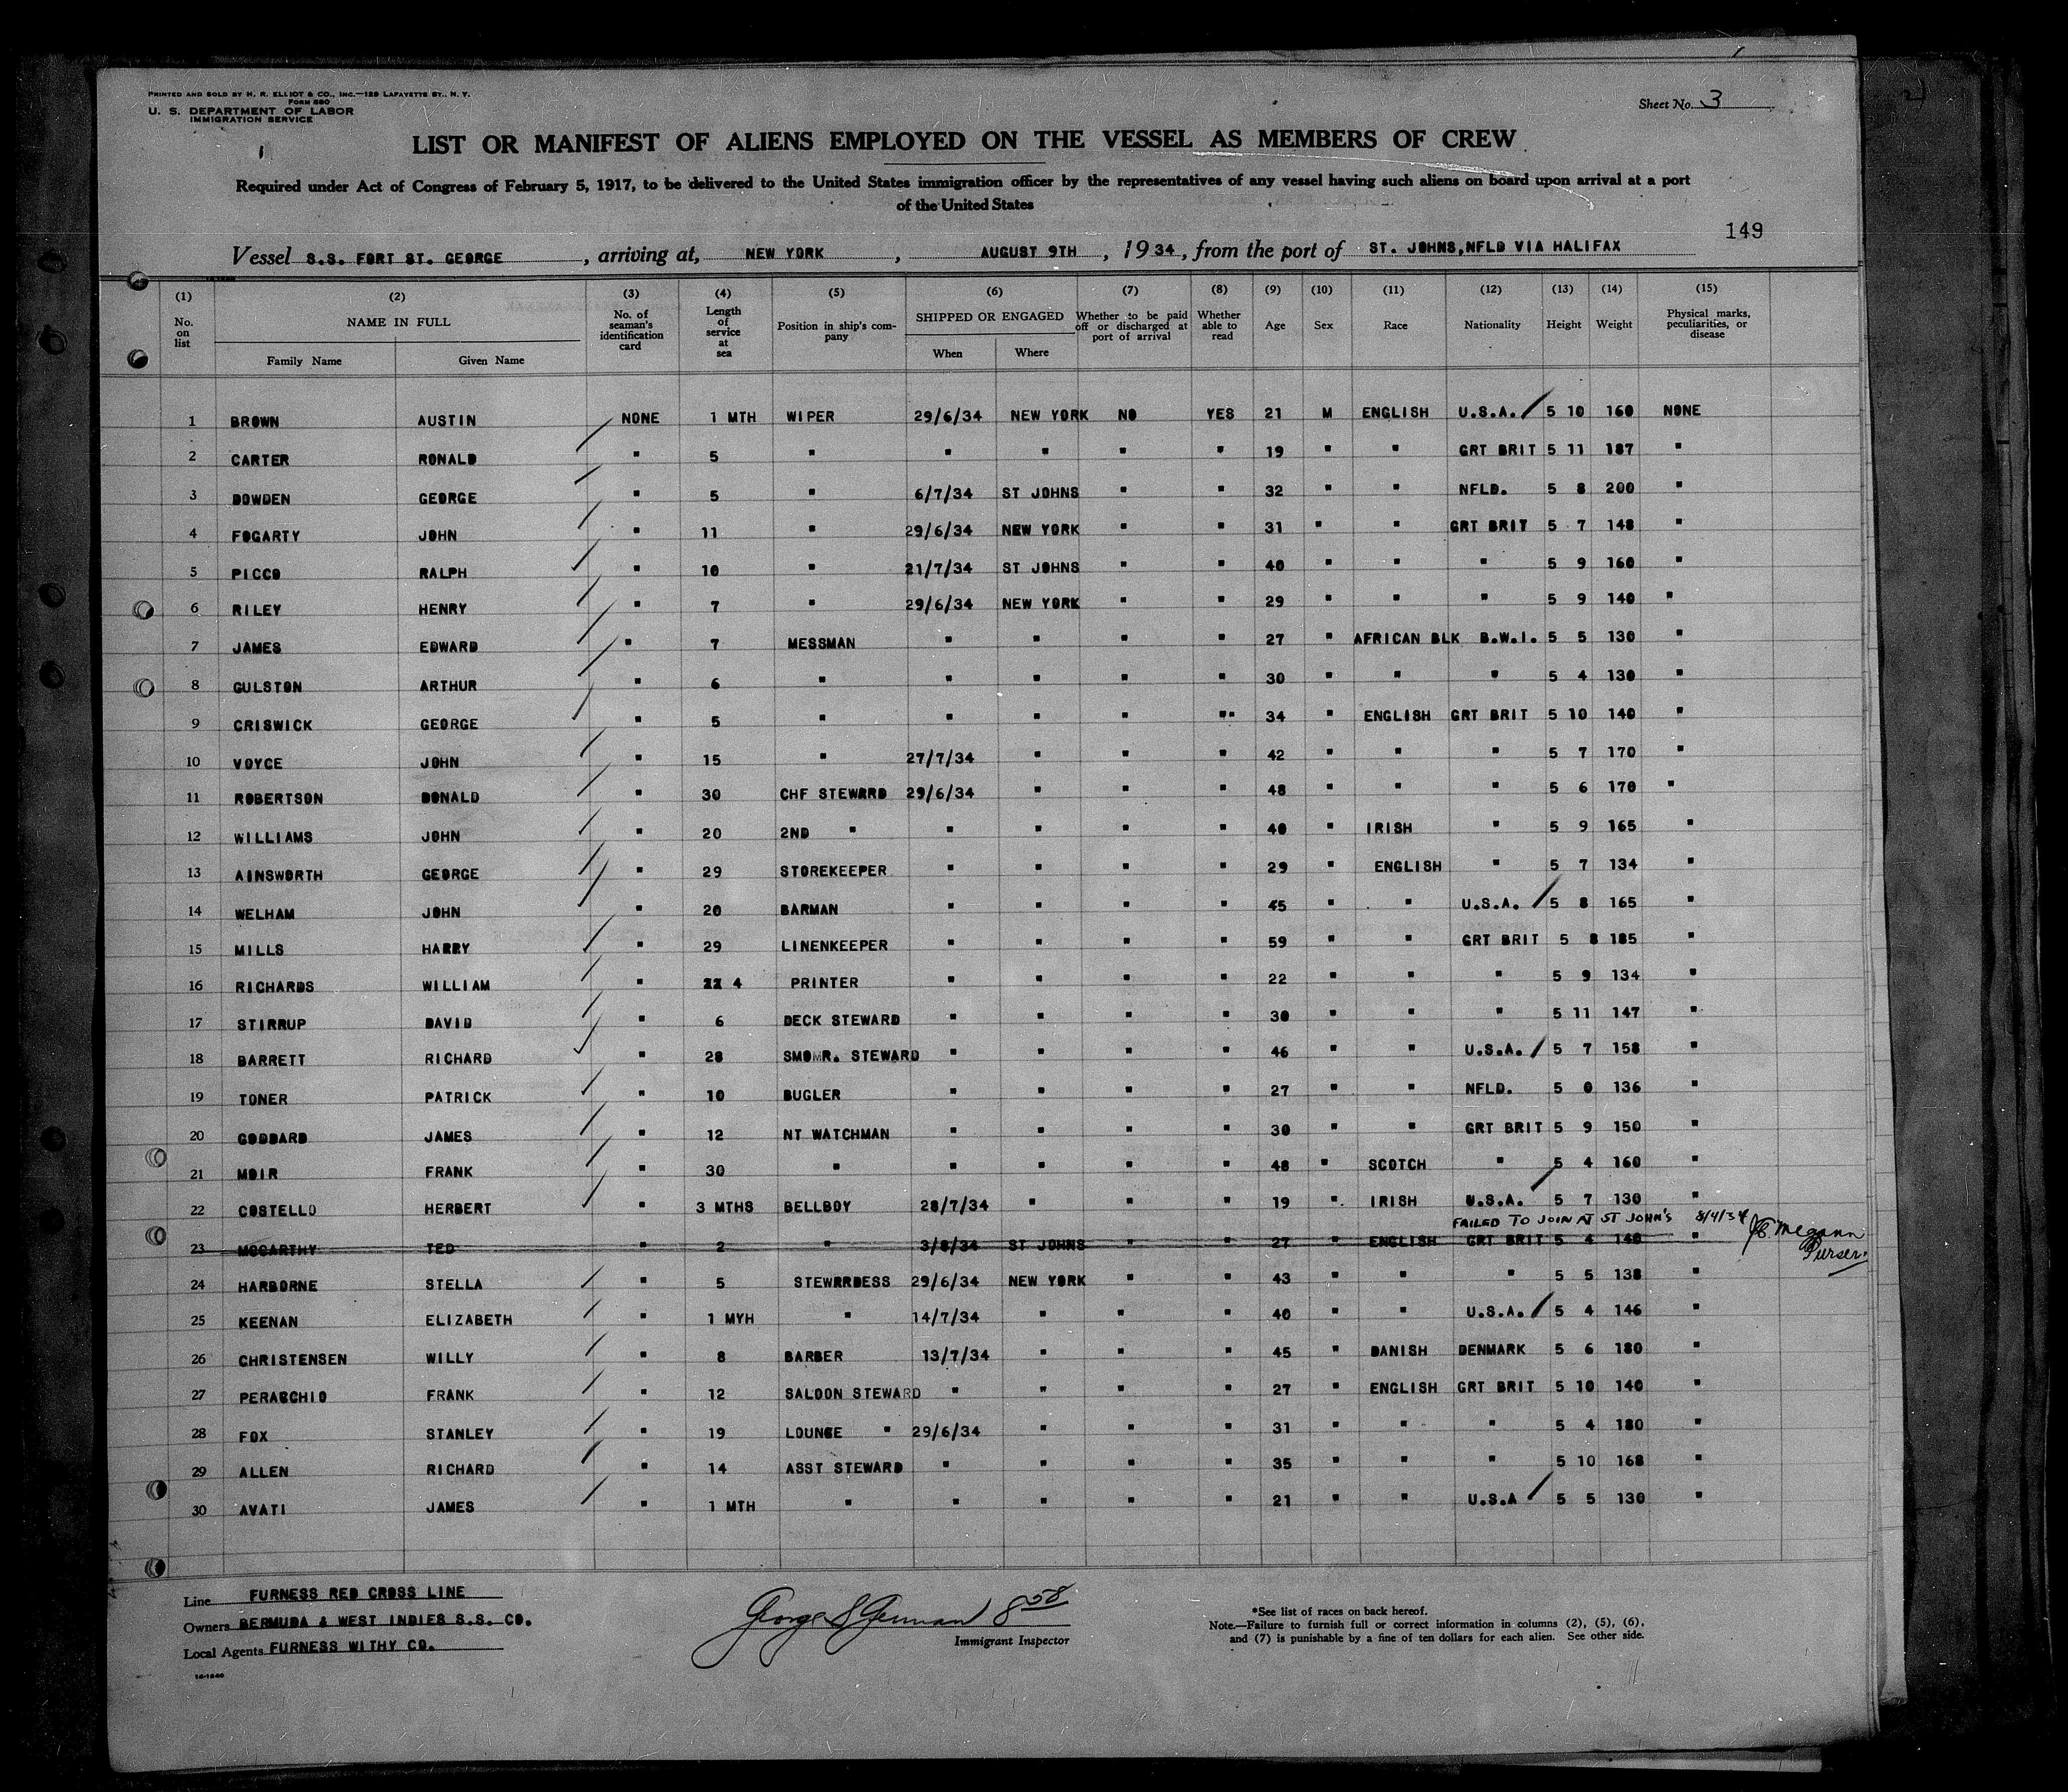 PRINTED AND SOLD BY H. R. ELLIOT & CO., INC.—129 LAFAYETTE ST., N. Y.
FORM 680
U. S. DEPARTMENT OF LABOR
IMMIGRATION SERVICE
Sheet No. 3
LIST OR MANIFEST OF ALIENS EMPLOYED ON THE VESSEL AS MEMBERS OF CREW
Required under Act of Congress of February 5, 1917, to be delivered to the United States immigration officer by the representatives of any vessel having such aliens on board upon arrival at a port
of the United States
149
Vessel S.S. FORT ST. GEORGE, arriving at, NEW YORK, AUGUST 9TH, 1934, from the port of ST. JOHNS,NFLD VIA HALIFAX
(1) No. on list (2) NAME IN FULL Family Name Given Name (3) No. of seaman's identification card (4) Length of service at sea (5) Position in ship's company (6) SHIPPED OR ENGAGED When Where (7) Whether to be paid off or discharged at port of arrival (8) Whether able to read (9) Age (10) Sex (11) Race (12) Nationality (13) Height (14) Weight (15) Physical marks, peculiarities, or disease
1 BROWN AUSTIN NONE 1 MTH WIPER 29/6/34 NEW YORK NO YES 21 M ENGLISH U.S.A. 5 10 160 NONE
2 CARTER RONALD " 5 " " " " " 19 " " GRT BRIT 5 11 187 "
3 DOWDEN GEORGE " 5 " 6/7/34 ST JOHNS " " 32 " " NFLD. 5 8 200 "
4 FOGARTY JOHN " 11 " 29/6/34 NEW YORK " " 31 " " GRT BRIT 5 7 148 "
5 PICCO RALPH " 10 " 21/7/34 ST JOHNS " " 40 " " " 5 9 160 "
6 RILEY HENRY " 7 " 29/6/34 NEW YORK " " 29 " " " 5 9 140 "
7 JAMES EDWARD " 7 MESSMAN " " " " 27 " AFRICAN BLK B.W.I. 5 5 130 "
8 GULSTON ARTHUR " 6 " " " " " 30 " " " 5 4 130 "
9 CRISWICK GEORGE " 5 " " " " " 34 " ENGLISH GRT BRIT 5 10 140 "
10 VOYCE JOHN " 15 " 27/7/34 " " " 42 " " " 5 7 170 "
11 ROBERTSON DONALD " 30 CHF STEWARD 29/6/34 " " " 48 " " " 5 6 170 "
12 WILLIAMS JOHN " 20 2ND " " " " " 40 " IRISH " 5 9 165 "
13 AINSWORTH GEORGE " 29 STOREKEEPER " " " " 29 " ENGLISH " 5 7 134 "
14 WELHAM JOHN " 20 BARMAN " " " " 45 " " U.S.A. 5 8 165 "
15 MILLS HARRY " 29 LINENKEEPER " " " " 59 " " GRT BRIT 5 8 185 "
16 RICHARDS WILLIAM " 4 PRINTER " " " " 22 " " " 5 9 134 "
17 STIRRUP DAVID " 6 DECK STEWARD " " " " 30 " " " 5 11 147 "
18 BARRETT RICHARD " 28 SMOMR. STEWARD " " " " 46 " " U.S.A. 5 7 158 "
19 TONER PATRICK " 10 BUGLER " " " " 27 " " NFLD. 5 0 136 "
20 GODDARD JAMES " 12 NT WATCHMAN " " " " 30 " " GRT BRIT 5 9 150 "
21 MOIR FRANK " 30 " " " " " 48 " SCOTCH " 5 4 160 "
22 COSTELLO HERBERT " 3 MTHS BELLBOY 28/7/34 " " " 19 " IRISH U.S.A. 5 7 130 "
FAILED TO JOIN AT ST JOHN'S 8/4/34
23 MCCARTHY TED " 2 " 3/8/34 ST JOHNS " " 27 " ENGLISH GRT BRIT 5 4 140 " Megann Purser.
24 HARBORNE STELLA " 5 STEWRRDESS 29/6/34 NEW YORK " " 43 " " " 5 5 138 "
25 KEENAN ELIZABETH " 1 MYH " 14/7/34 " " " 40 " " U.S.A. 5 4 146 "
26 CHRISTENSEN WILLY " 8 BARBER 13/7/34 " " " 45 " DANISH DENMARK 5 6 180 "
27 PERACCHIO FRANK " 12 SALOON STEWARD " " " " 27 " ENGLISH GRT BRIT 5 10 140 "
28 FOX STANLEY " 19 LOUNGE " 29/6/34 " " " 31 " " " 5 4 180 "
29 ALLEN RICHARD " 14 ASST STEWARD " " " " 35 " " " 5 10 168 "
30 AVATI JAMES " 1 MTH " " " " " 21 " " U.S.A 5 5 130 "
Line FURNESS RED CROSS LINE
Owners BERMUDA & WEST INDIES S.S. CO.
Local Agents FURNESS WITHY CO.
16-1240
George S German 8 58
Immigrant Inspector
*See list of races on back hereof.
Note.—Failure to furnish full or correct information in columns (2), (5), (6),
and (7) is punishable by a fine of ten dollars for each alien. See other side.